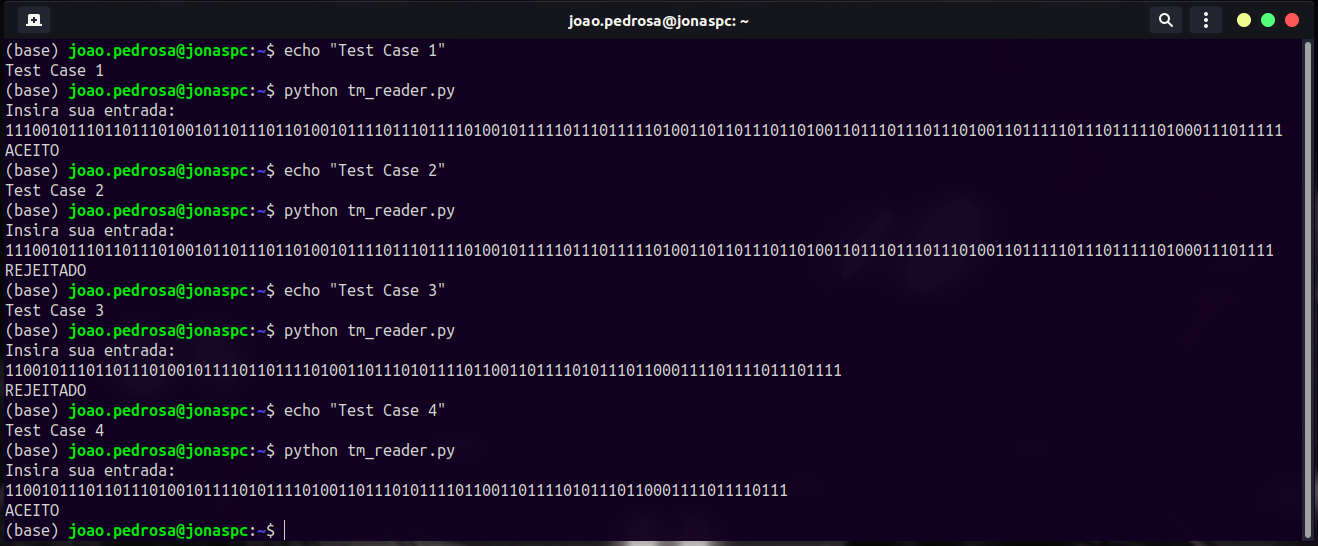 joao.pedrosa@jonaspc: ~
(base) joao.pedrosa@jonaspc:~$ echo "Test Case 1"
Test Case 1
(base) joao.pedrosa@jonaspc:~$ python tm_reader.py
Insira sua entrada:
1110010111011011101001011011101101001011110111011110100101111101110111110100110110111011010011011101110111010011011111011101111101000111011111
ACEITO
(base) joao.pedrosa@jonaspc:~$ echo "Test Case 2"
Test Case 2
(base) joao.pedrosa@jonaspc:~$ python tm_reader.py
Insira sua entrada:
111001011101101110100101101110110100101111011101111010010111110111011111010011011011101101001101110111011101001101111101110111110100011101111
REJEITADO
(base) joao.pedrosa@jonaspc:~$ echo "Test Case 3"
Test Case 3
(base) joao.pedrosa@jonaspc:~$ python tm_reader.py
Insira sua entrada:
110010111011011101001011110110111101001101110101111011001101111010111011000111101111011101111
REJEITADO
(base) joao.pedrosa@jonaspc:~$ echo "Test Case 4"
Test Case 4
(base) joao.pedrosa@jonaspc:~$ python tm_reader.py
Insira sua entrada:
110010111011011101001011110101111010011011101011110110011011110101110110001111011110111
ACEITO
(base) joao.pedrosa@jonaspc:~$